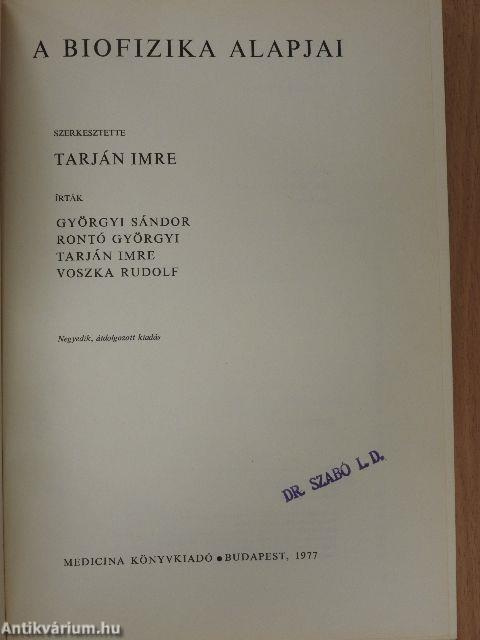 A BIOFIZIKA ALAPJAI
SZERKESZTETTE
TARJÁN IMRE
ÍRTÁK
GYÖRGYI SÁNDOR
RONTÓ GYÖRGYI
TARJÁN IMRE
VOSZKA RUDOLF
Negyedik, átdolgozott kiadás
DR. SZABÓ L. D.
MEDICINA KÖNYVKIADÓ ● BUDAPEST, 1977
Antikvárium.hu